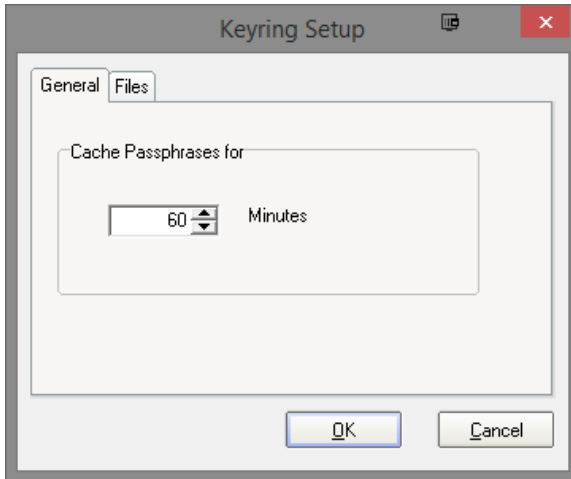 Keyring Setup
General Files
Cache Passphrases for
60 Minutes
OK Cancel